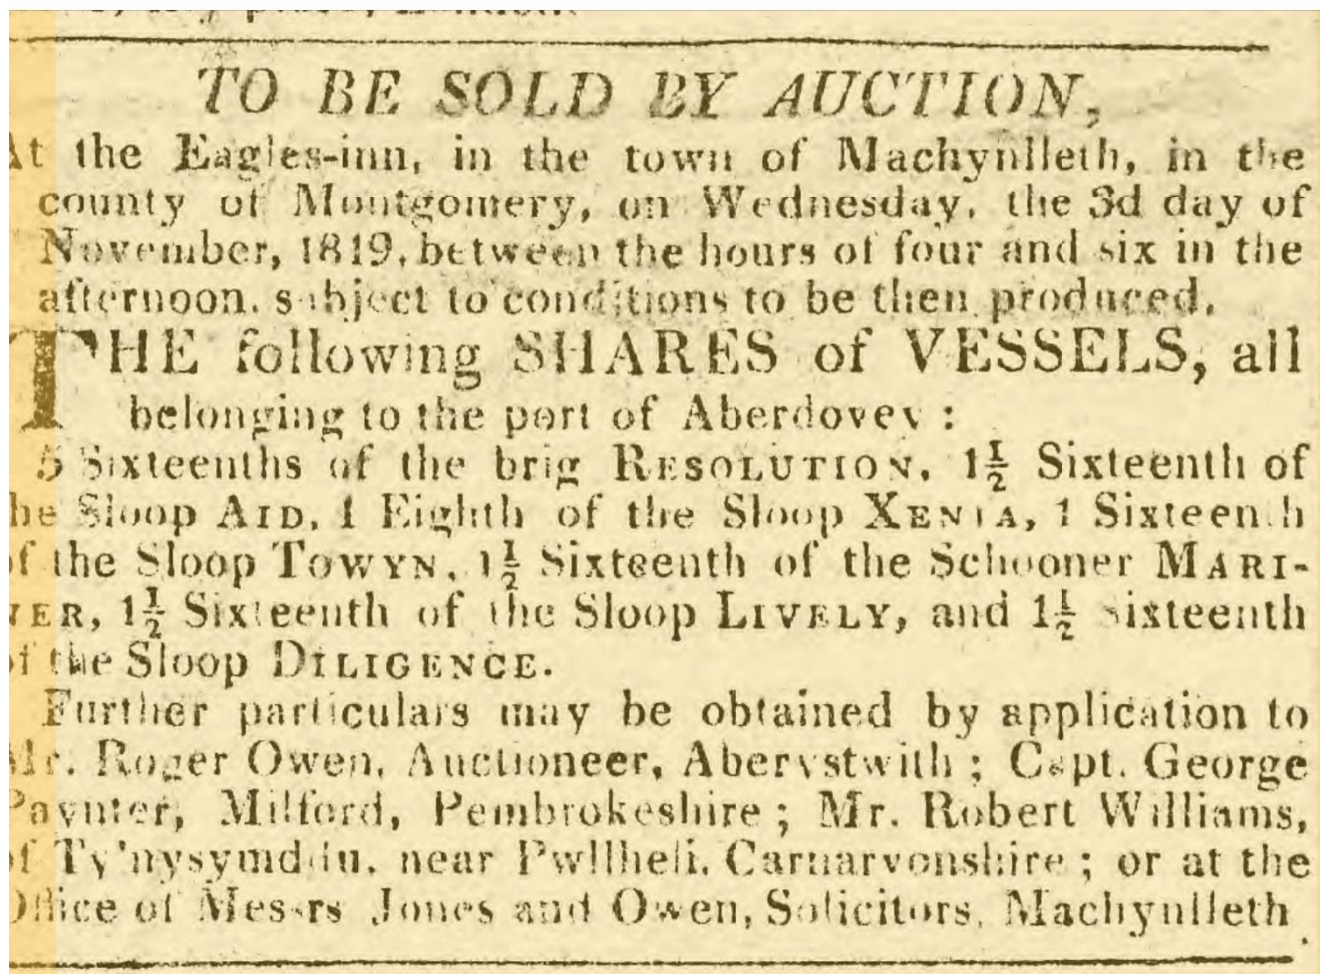 TO BE SOLD BY AUCTION,
At the Eagles-inn, in the town of Machynlleth, in the
county of Montgomery, on Wednesday, the 3d day of
November, 1819, between the hours of four and six in the
afternoon, subject to conditions to be then produced,
THE following SHARES of VESSELS, all
belonging to the port of Aberdovey :
5 Sixteenths of the brig RESOLUTION, 1½ Sixteenth of
the Sloop AID, 1 Eighth of the Sloop XENIA, 1 Sixteenth
of the Sloop TOWYN, 1½ Sixteenth of the Schooner MARI-
NER, 1½ Sixteenth of the Sloop LIVELY, and 1½ Sixteenth
of the Sloop DILIGENCE.
Further particulars may be obtained by application to
Mr. Roger Owen, Auctioneer, Aberystwith ; Capt. George
Paynter, Milford, Pembrokeshire ; Mr. Robert Williams,
of near Pwllheli, Carnarvonshire ; or at the
Office of Messrs Jones and Owen, Solicitors, Machynlleth.